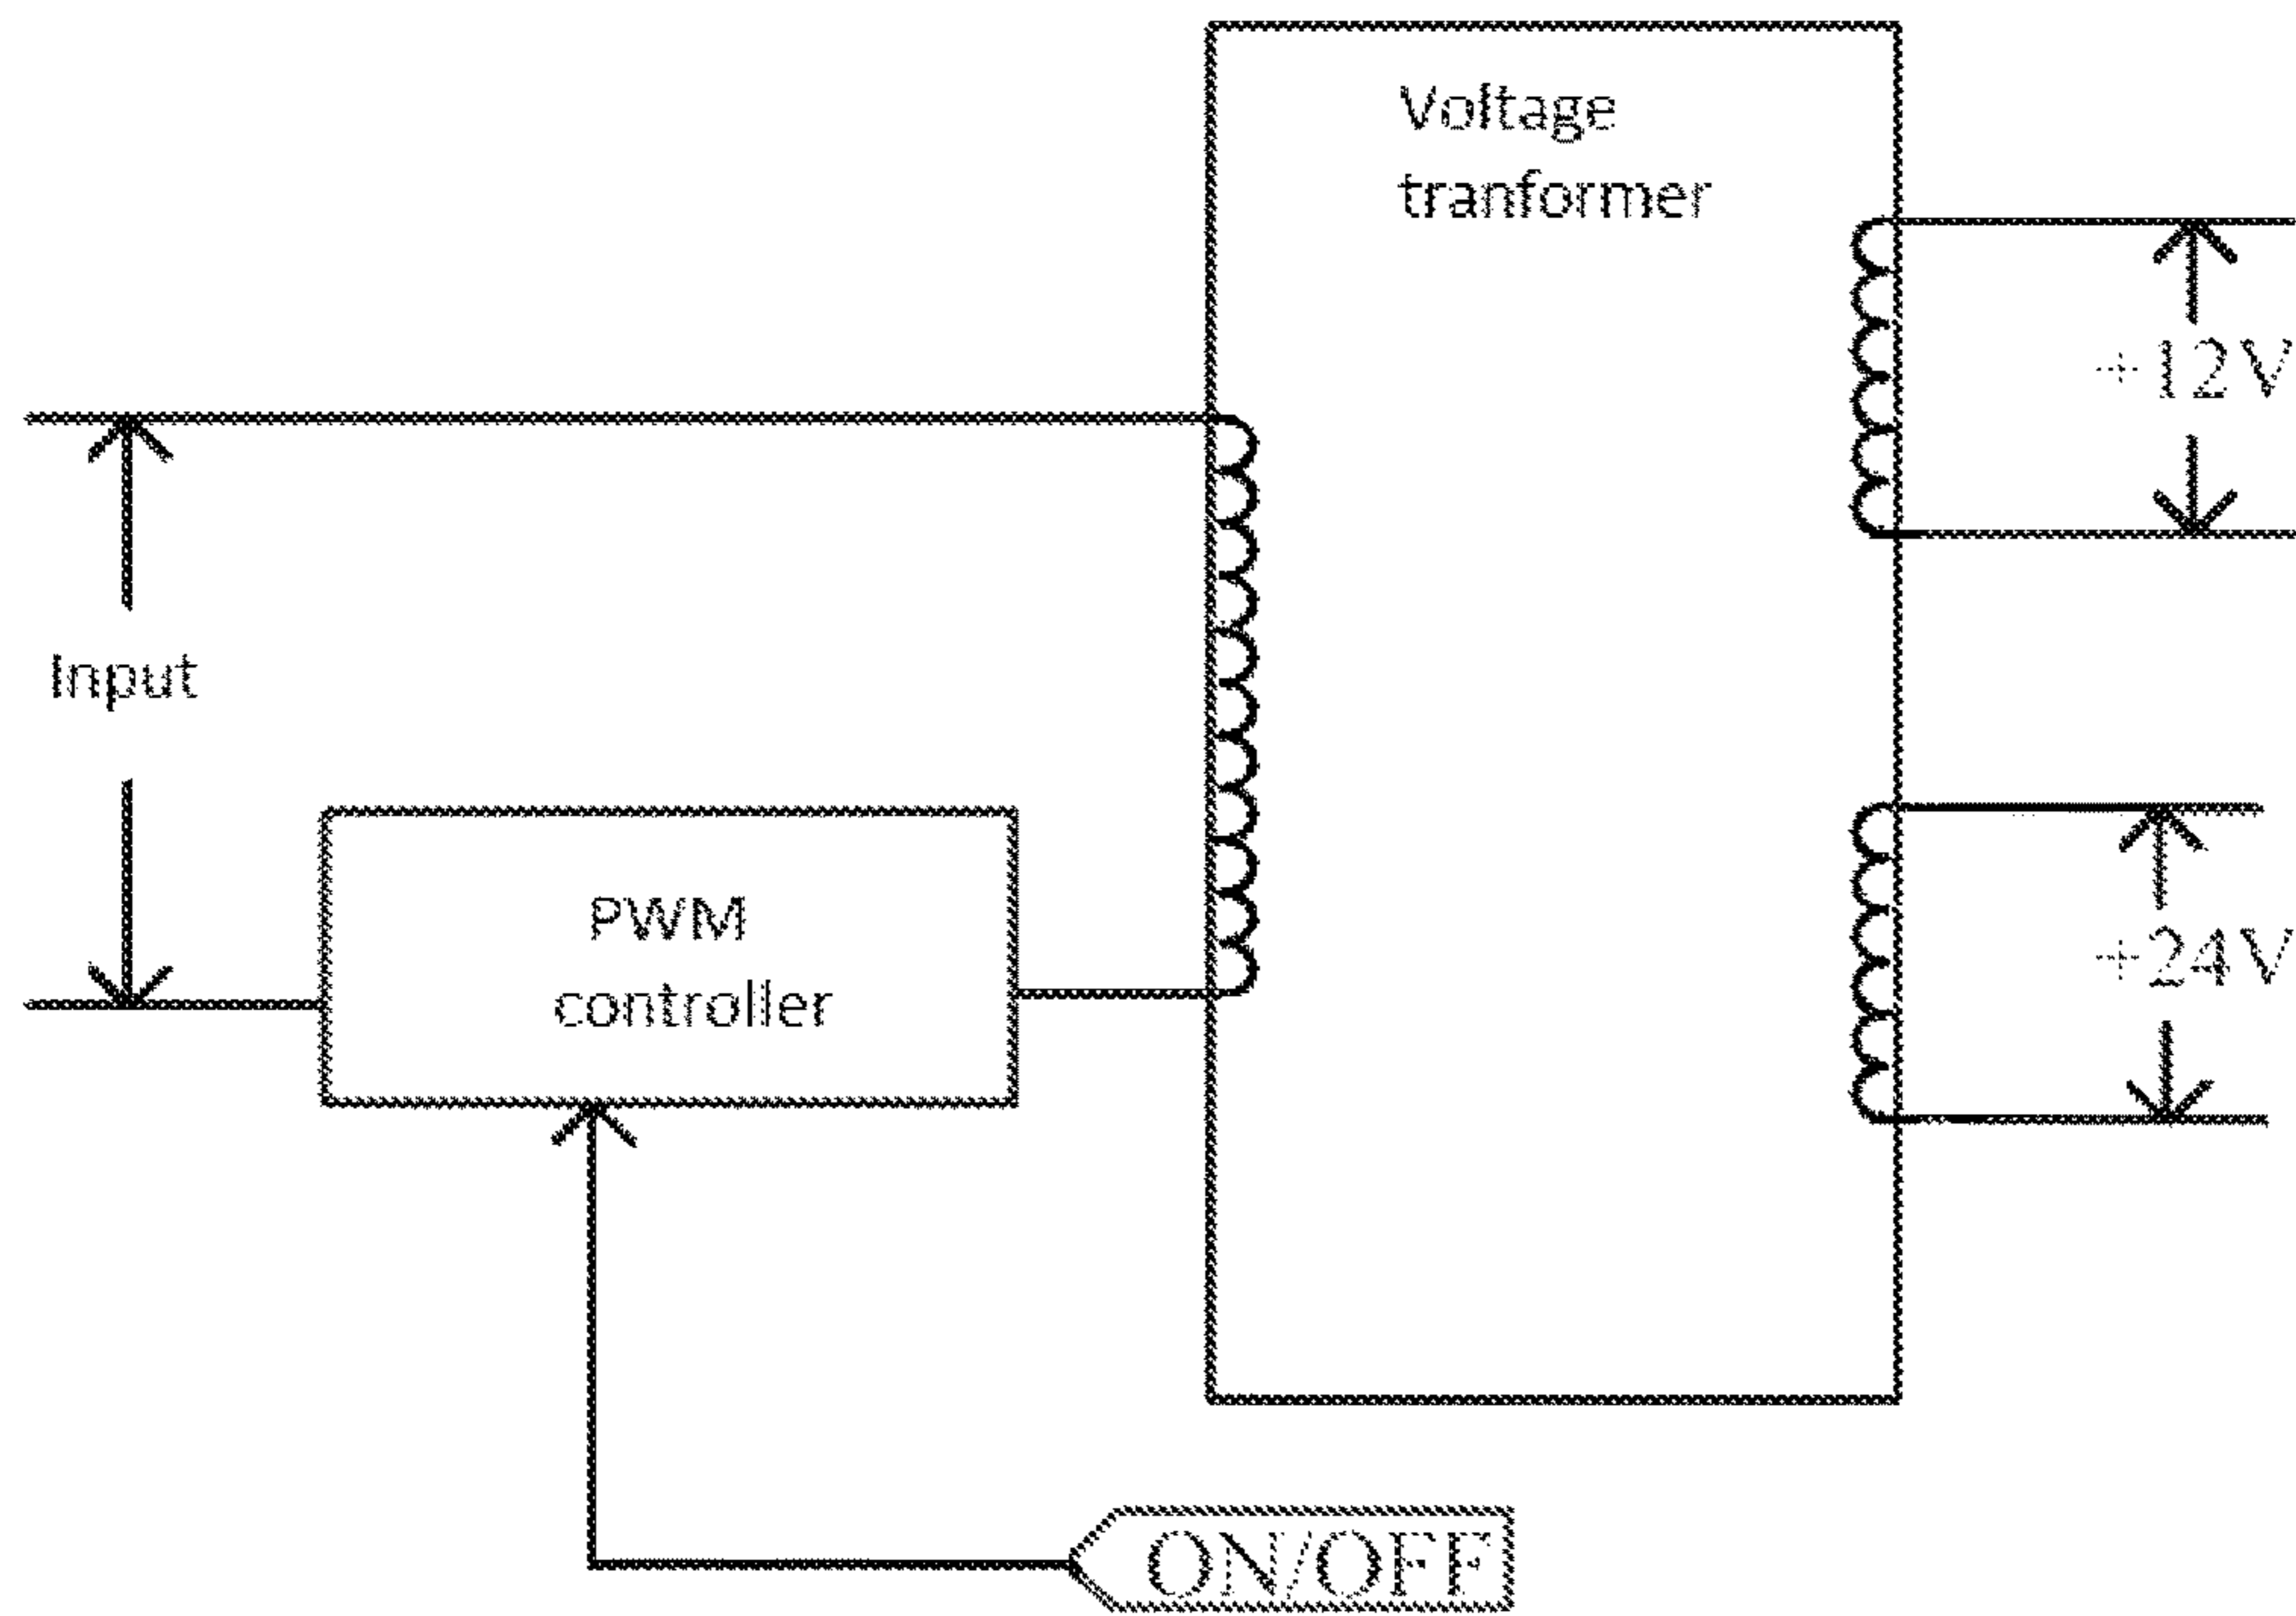 Voltage
tranformer
+12V
Input
PWM
controller
+24V
ON/OFF